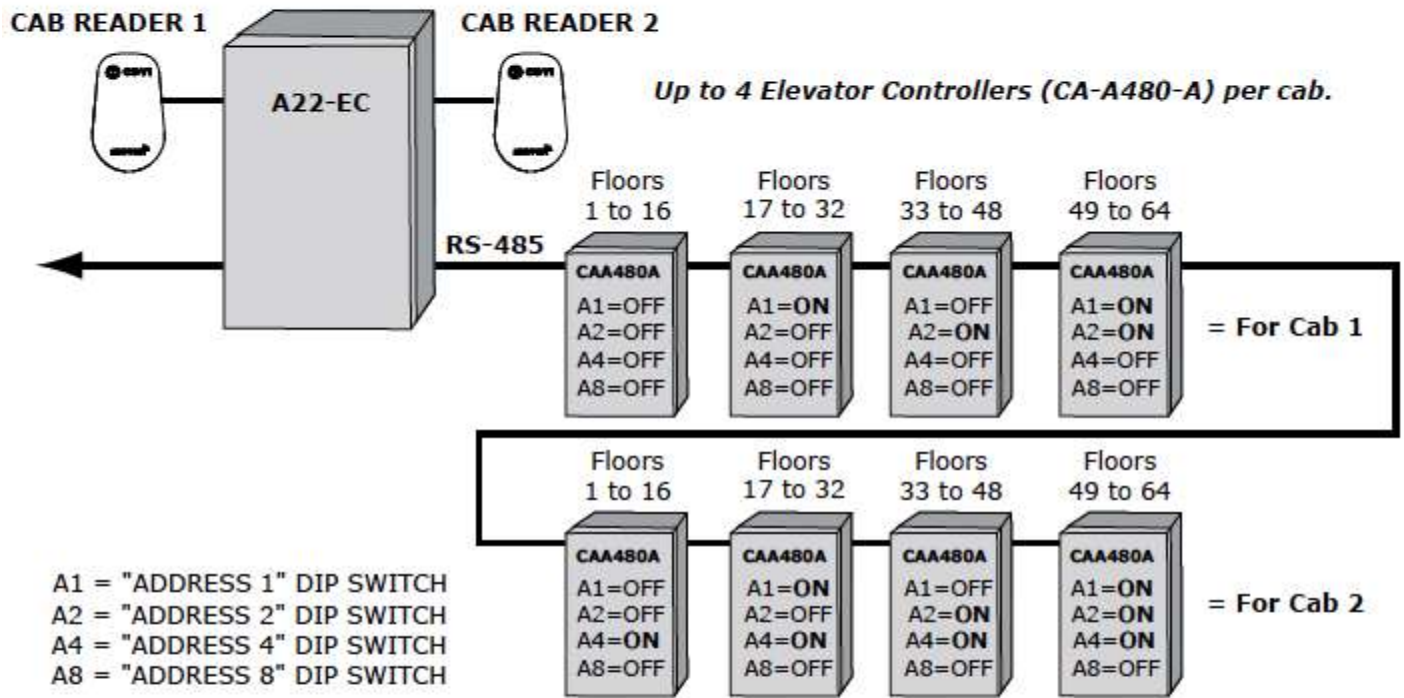 CAB READER 1
CAB READER 2
CDVI
CDVI
A22-EC
Up to 4 Elevator Controllers (CA-A480-A) per cab.
RS-485
Floors
1 to 16
Floors
17 to 32
Floors
33 to 48
Floors
49 to 64
CAA480A
A1=OFF
A2=OFF
A4=OFF
A8=OFF
CAA480A
A1=ON
A2=OFF
A4=OFF
A8=OFF
CAA480A
A1=OFF
A2=ON
A4=OFF
A8=OFF
CAA480A
A1=ON
A2=ON
A4=OFF
A8=OFF
= For Cab 1
Floors
1 to 16
Floors
17 to 32
Floors
33 to 48
Floors
49 to 64
CAA480A
A1=OFF
A2=OFF
A4=ON
A8=OFF
CAA480A
A1=ON
A2=OFF
A4=ON
A8=OFF
CAA480A
A1=OFF
A2=ON
A4=ON
A8=OFF
CAA480A
A1=ON
A2=ON
A4=ON
A8=OFF
= For Cab 2
A1 = "ADDRESS 1" DIP SWITCH
A2 = "ADDRESS 2" DIP SWITCH
A4 = "ADDRESS 4" DIP SWITCH
A8 = "ADDRESS 8" DIP SWITCH